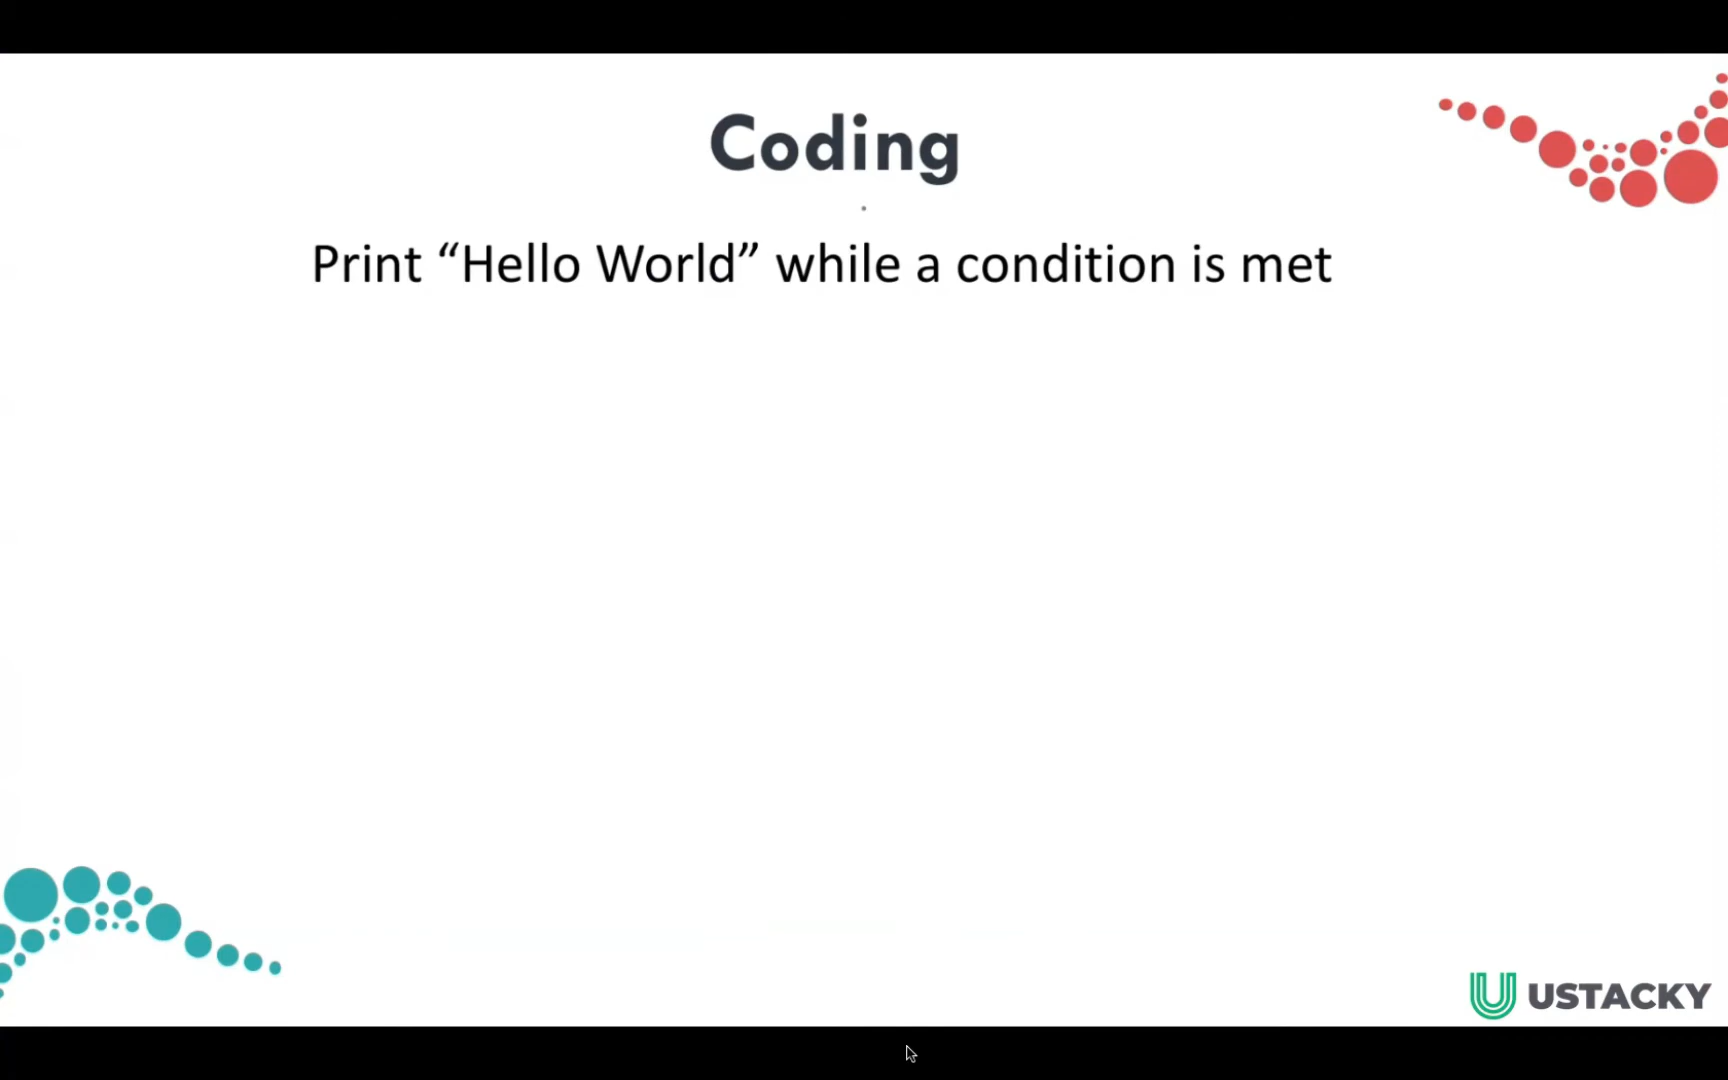 Coding
Print “Hello World” while a condition is met
USTACKY